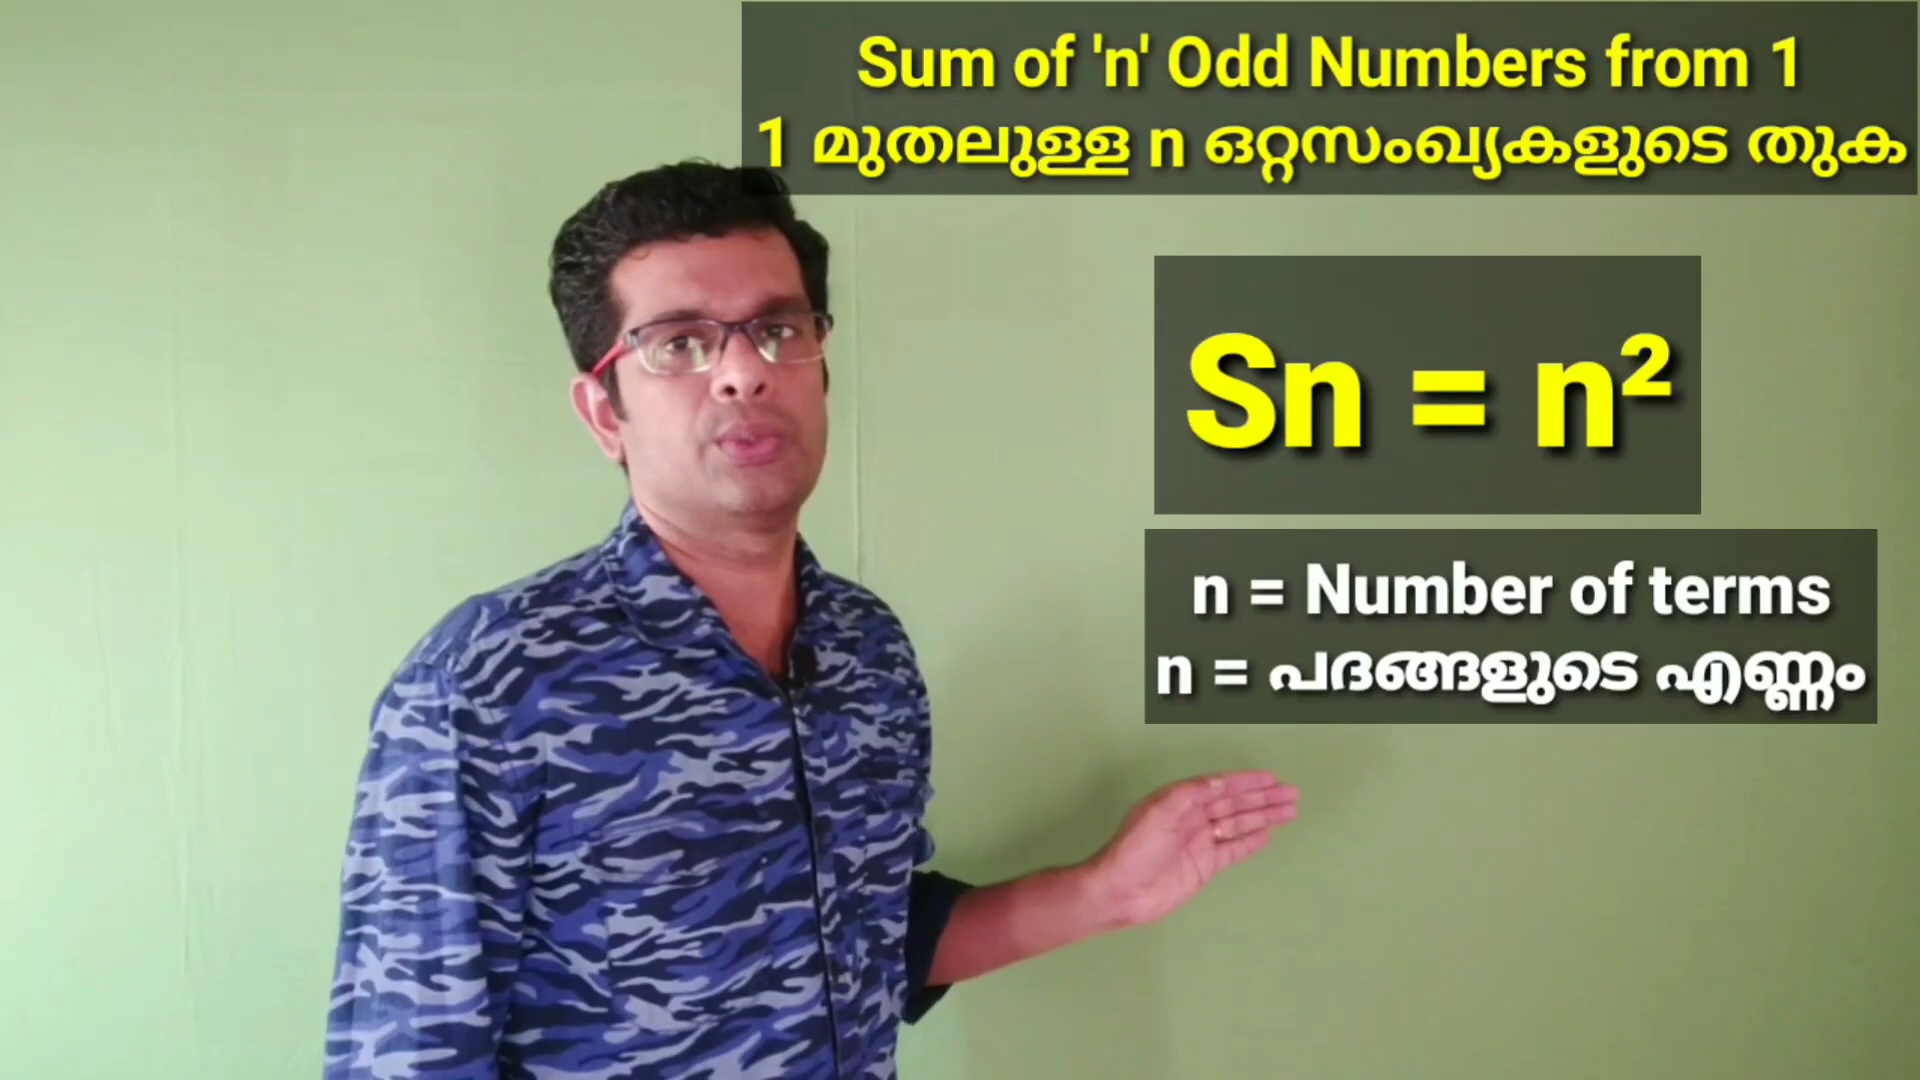 Sum of 'n' Odd Numbers from 1
1 മുതലുള്ള n ഒറ്റസംഖ്യകളുടെ തുക
Sn = n²
n = Number of terms
n = പദങ്ങളുടെ എണ്ണം